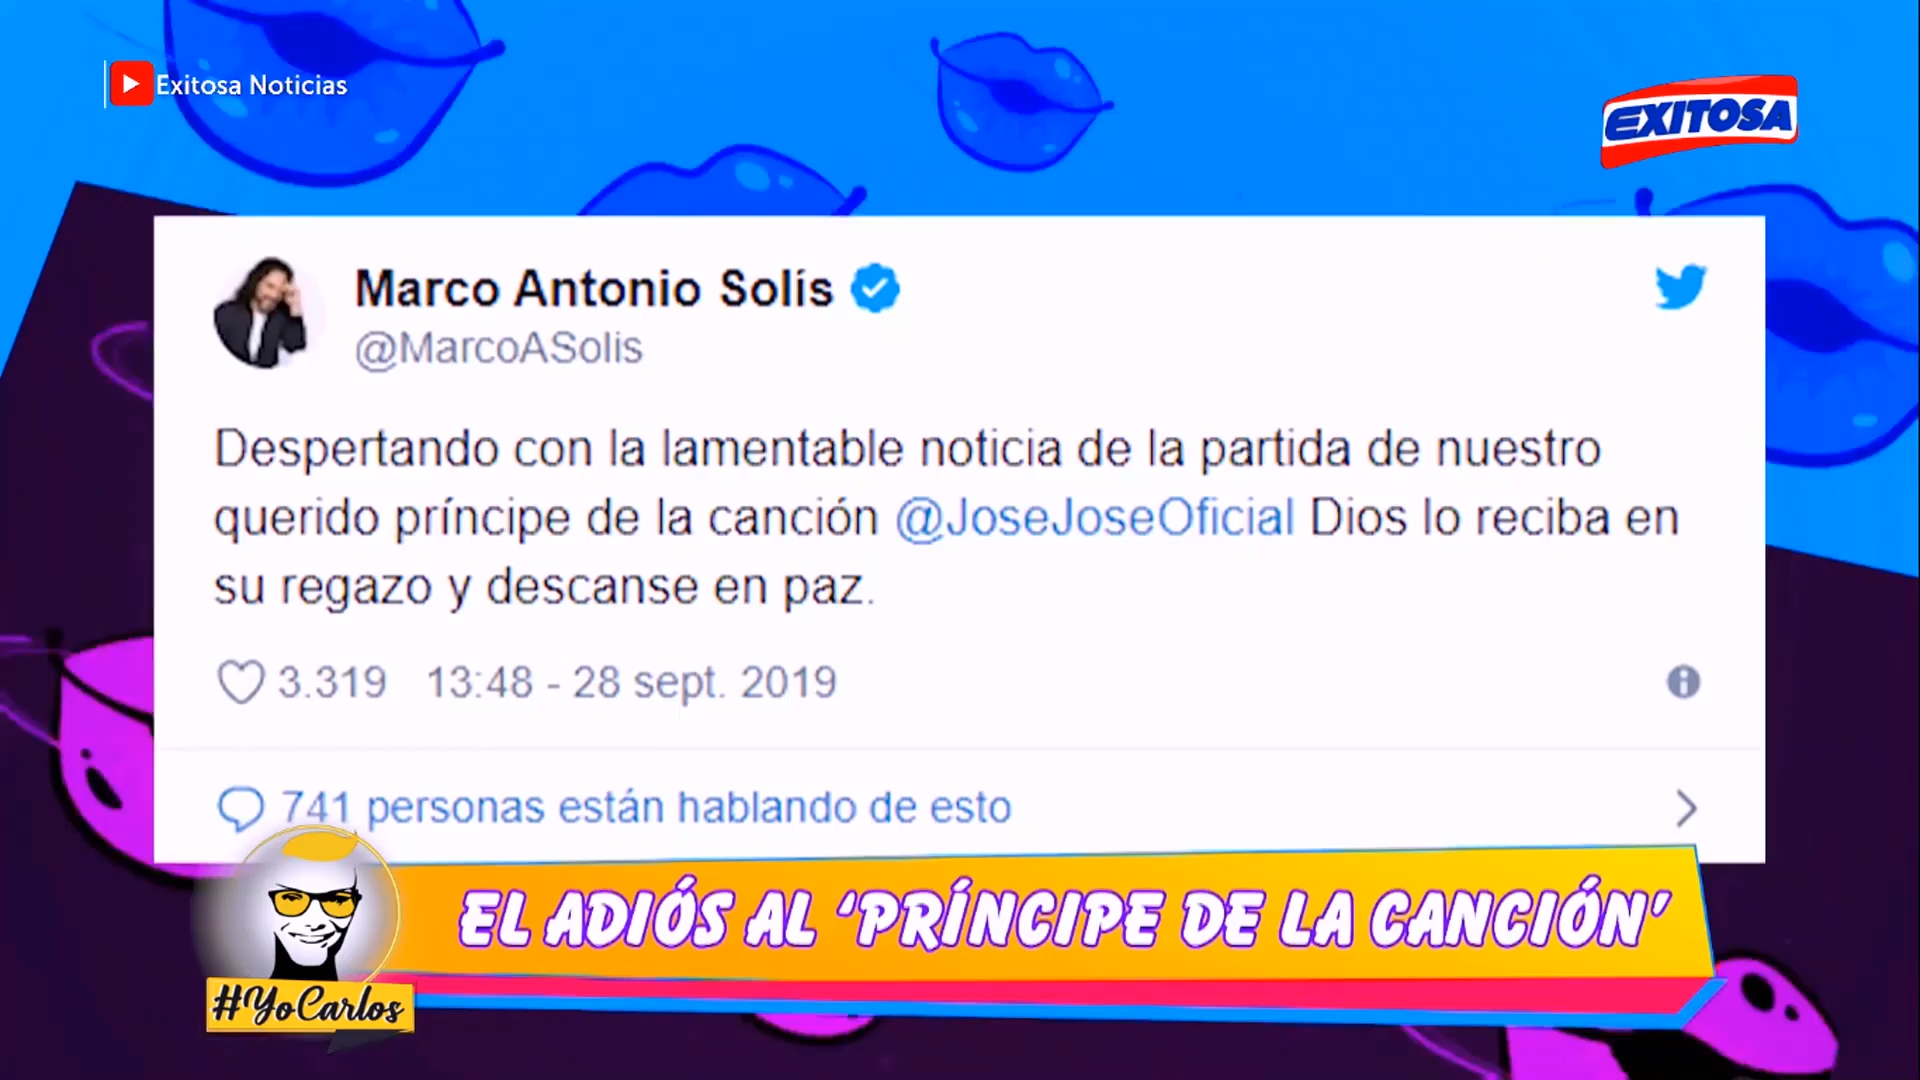 Exitosa Noticias
EXITOSA
Marco Antonio Solís
@MarcoASolis
Despertando con la lamentable noticia de la partida de nuestro
querido príncipe de la canción @JoseJoseOficial Dios lo reciba en
su regazo y descanse en paz.
3.319 13:48 - 28 sept. 2019
741 personas están hablando de esto
EL ADIÓS AL ‘PRÍNCIPE DE LA CANCIÓN’
#YoCarlos